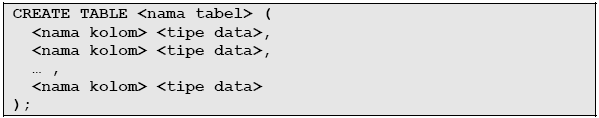 CREATE TABLE <nama tabel> (
<nama kolom> <tipe data>,
<nama kolom> <tipe data>,
… ,
<nama kolom> <tipe data>
);